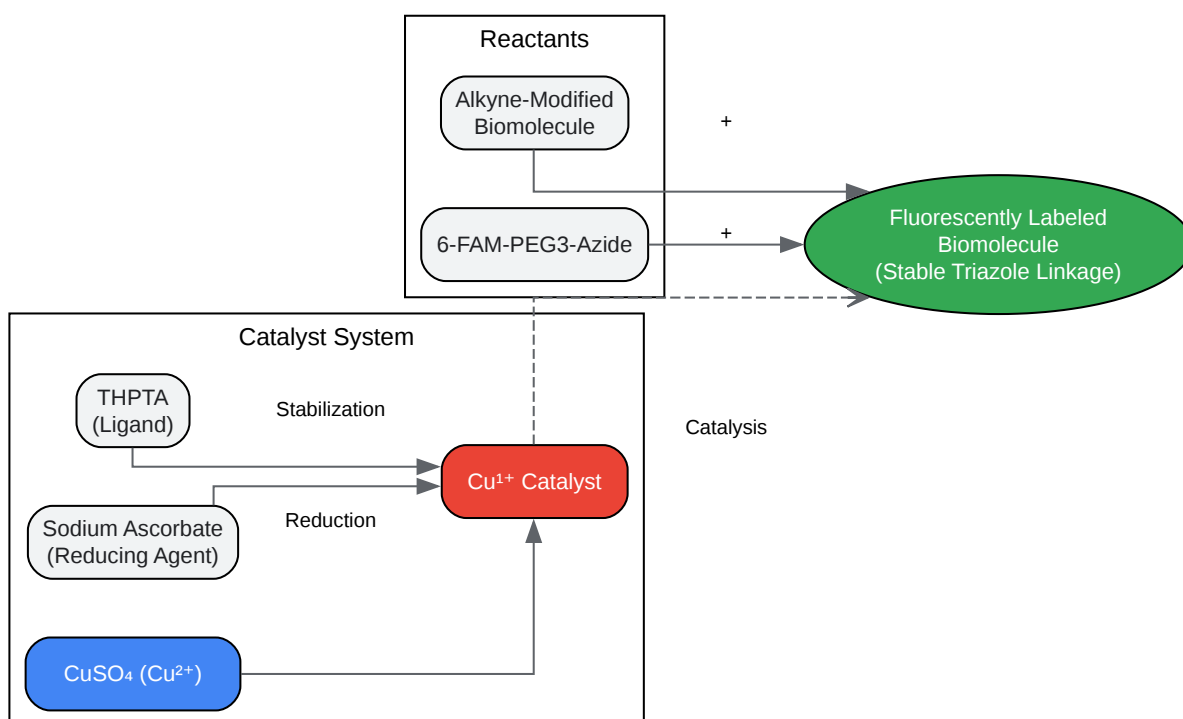 Reactants
Alkyne-Modified
Biomolecule
+
6-FAM-PEG3-Azide
+
Fluorescently Labeled
Biomolecule
(Stable Triazole Linkage)
Catalyst System
THPTA
(Ligand)
Stabilization
Catalysis
Cu¹⁺ Catalyst
Sodium Ascorbate
(Reducing Agent)
Reduction
CuSO₄ (Cu²⁺)